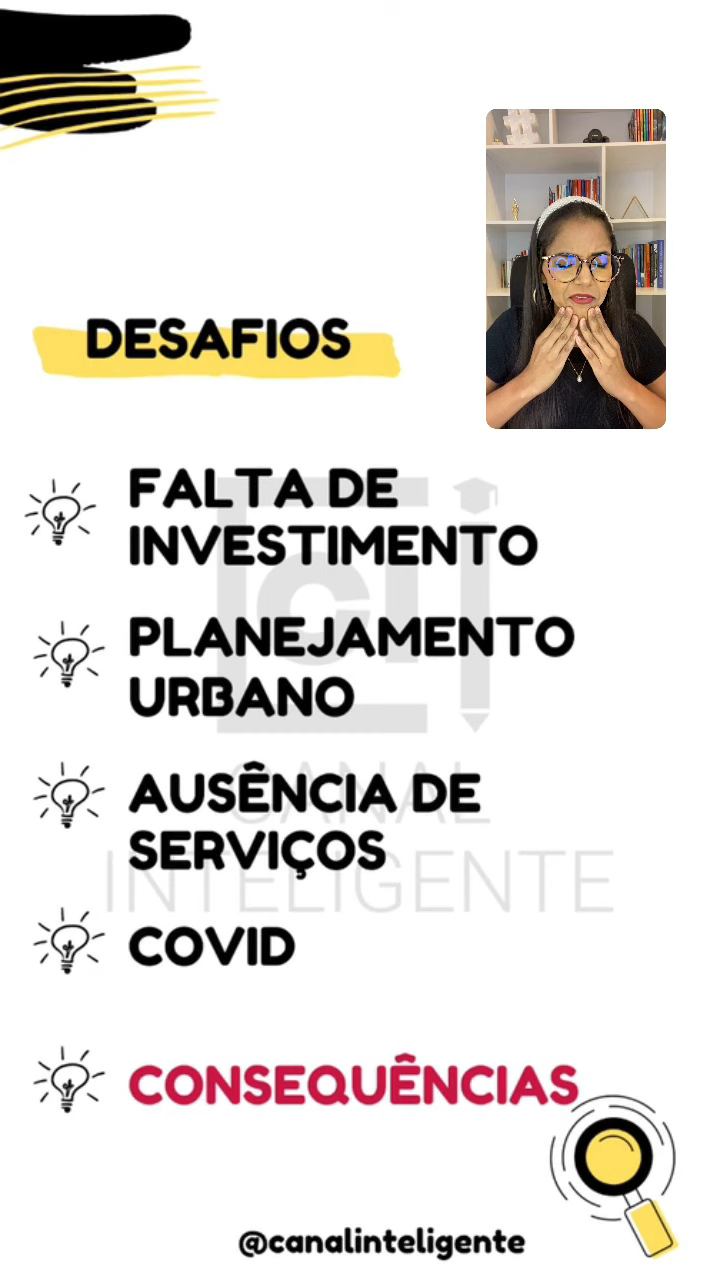 DESAFIOS
FALTA DE
INVESTIMENTO
PLANEJAMENTO
URBANO
AUSÊNCIA DE
SERVIÇOS
COVID
CONSEQUÊNCIAS
CANAL
INTELIGENTE
@canalinteligente